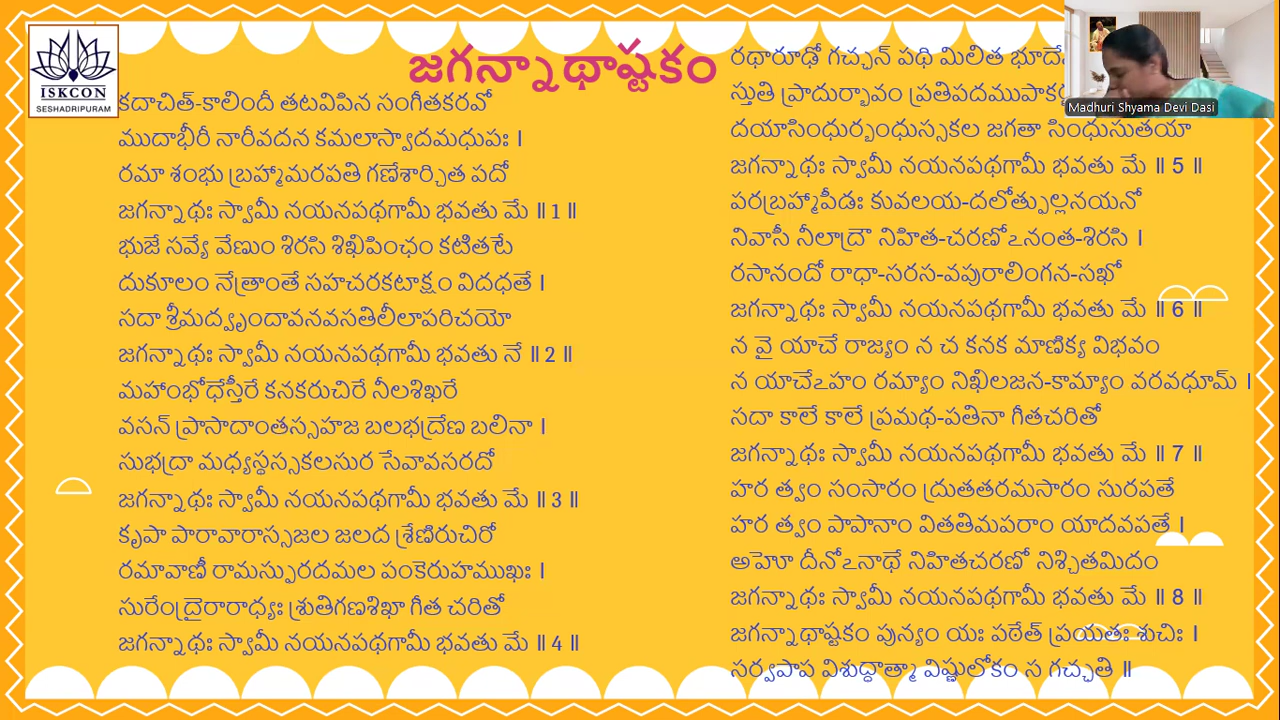 ISKCON
SESHADRIPURAM
జగన్నాథాష్టకం
కదాచిత్-కాలిందీ తటవిపిన సంగీతకరవో
ముదాభీరీ నారీవదన కమలాస్వాదమధుపః ।
రమా శంభు బ్రహ్మామరపతి గణేశార్చిత పదో
జగన్నాథః స్వామీ నయనపథగామీ భవతు మే ॥ 1 ॥
భుజే సవ్యే వేణుం శిరసి శిఖిపింఛం కటితటే
దుకూలం నేత్రాంతే సహచరకటాక్షం విదధతే ।
సదా శ్రీమద్వృందావనవసతిలీలాపరిచయో
జగన్నాథః స్వామీ నయనపథగామీ భవతు నే ॥ 2 ॥
మహాంభోధేస్తీరే కనకరుచిరే నీలశిఖరే
వసన్ ప్రాసాదాంతస్సహజ బలభద్రేణ బలినా ।
సుభద్రా మధ్యస్థస్సకలసుర సేవావసరదో
జగన్నాథః స్వామీ నయనపథగామీ భవతు మే ॥ 3 ॥
కృపా పారావారాస్సజల జలద శ్రేణిరుచిరో
రమావాణీ రామస్ఫురదమల పంకెరుహముఖః ।
సురేంద్రైరారాధ్యః శ్రుతిగణశిఖా గీత చరితో
జగన్నాథః స్వామీ నయనపథగామీ భవతు మే ॥ 4 ॥
రథారూఢో గచ్ఛన్ పథి మిలిత
స్తుతి ప్రాదుర్భావం
దయాసింధుర్బంధుస్సకల జగతా సింధుసుతయా
జగన్నాథః స్వామీ నయనపథగామీ భవతు మే ॥ 5 ॥
పరబ్రహ్మాపీడః కువలయ-దలోత్ఫుల్లనయనో
నివాసీ నీలాద్రౌ నిహిత-చరణోఽనంత-శిరసి ।
రసానందో రాధా-సరస-వపురాలింగన-సఖో
జగన్నాథః స్వామీ నయనపథగామీ భవతు మే ॥ 6 ॥
న వై యాచే రాజ్యం న చ కనక మాణిక్య విభవం
న యాచేఽహం రమ్యాం నిఖిలజన-కామ్యాం వరవధూమ్ ।
సదా కాలే కాలే ప్రమథ-పతినా గీతచరితో
జగన్నాథః స్వామీ నయనపథగామీ భవతు మే ॥ 7 ॥
హర త్వం సంసారం ద్రుతతరమసారం సురపతే
హర త్వం పాపానాం వితతిమపరాం యాదవపతే ।
అహో దీనోఽనాథే నిహితచరణో నిశ్చితమిదం
జగన్నాథః స్వామీ నయనపథగామీ భవతు మే ॥ 8 ॥
జగన్నాథాష్టకం పున్యం యః పఠేత్ ప్రయతః శుచిః ।
సర్వపాప విశుద్ధాత్మా విష్ణులోకం స గచ్ఛతి ॥
Madhuri Shyama Devi Dasi